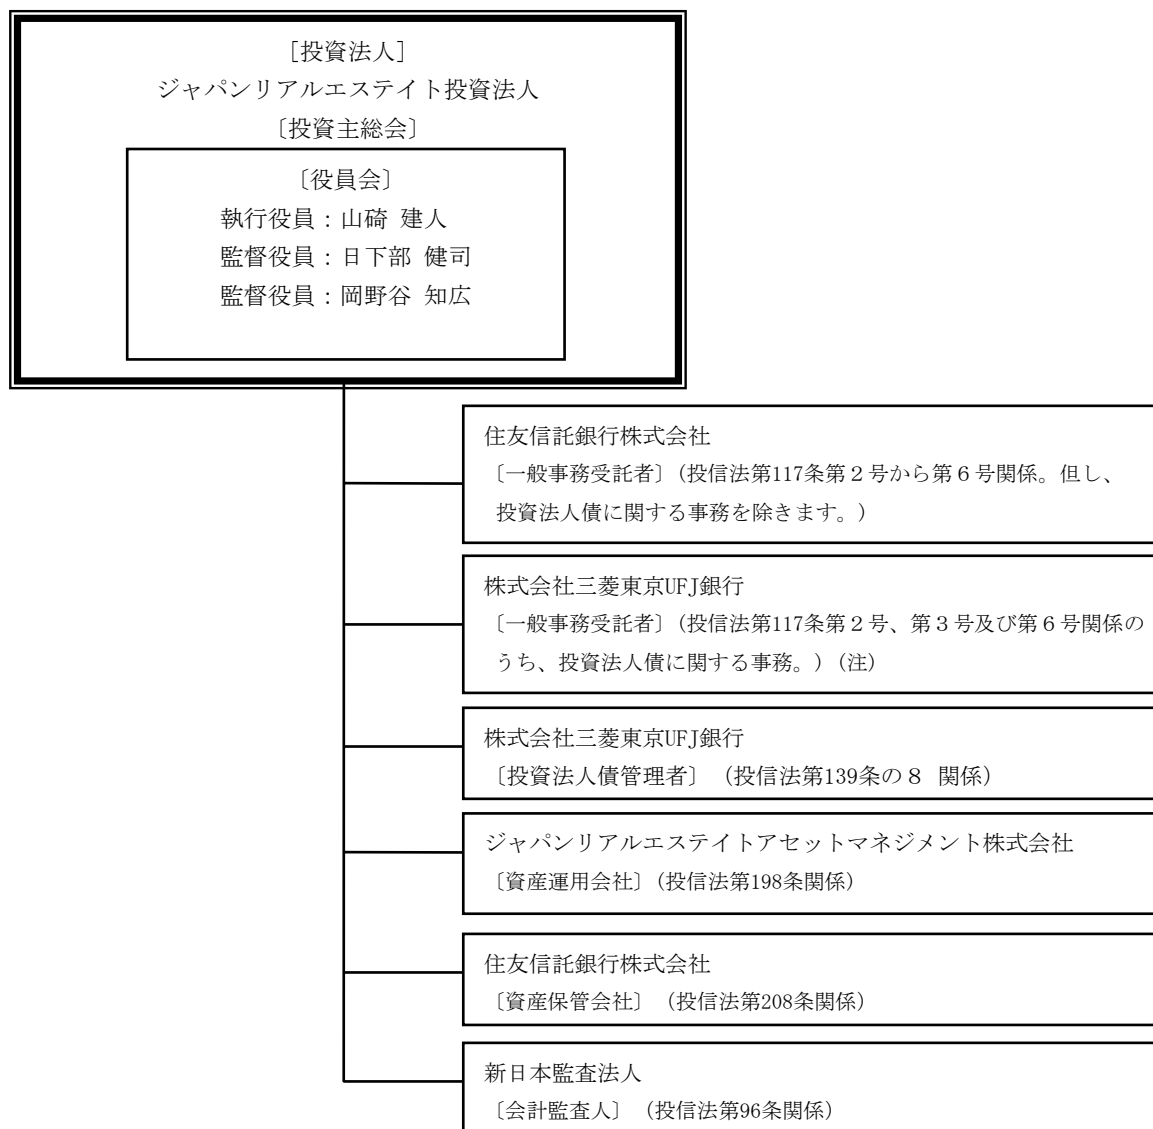 ［投資法人］
ジャパンリアルエステイト投資法人
〔投資主総会〕
〔役員会〕
執行役員：山碕 建人
監督役員：日下部 健司
監督役員：岡野谷 知広
住友信託銀行株式会社
〔一般事務受託者〕（投信法第117条第２号から第６号関係。但し、
投資法人債に関する事務を除きます。）
株式会社三菱東京UFJ銀行
〔一般事務受託者〕（投信法第117条第２号、第３号及び第６号関係の
うち、投資法人債に関する事務。）（注）
株式会社三菱東京UFJ銀行
〔投資法人債管理者〕（投信法第139条の８ 関係）
ジャパンリアルエステイトアセットマネジメント株式会社
〔資産運用会社〕（投信法第198条関係）
住友信託銀行株式会社
〔資産保管会社〕（投信法第208条関係）
新日本監査法人
〔会計監査人〕（投信法第96条関係）